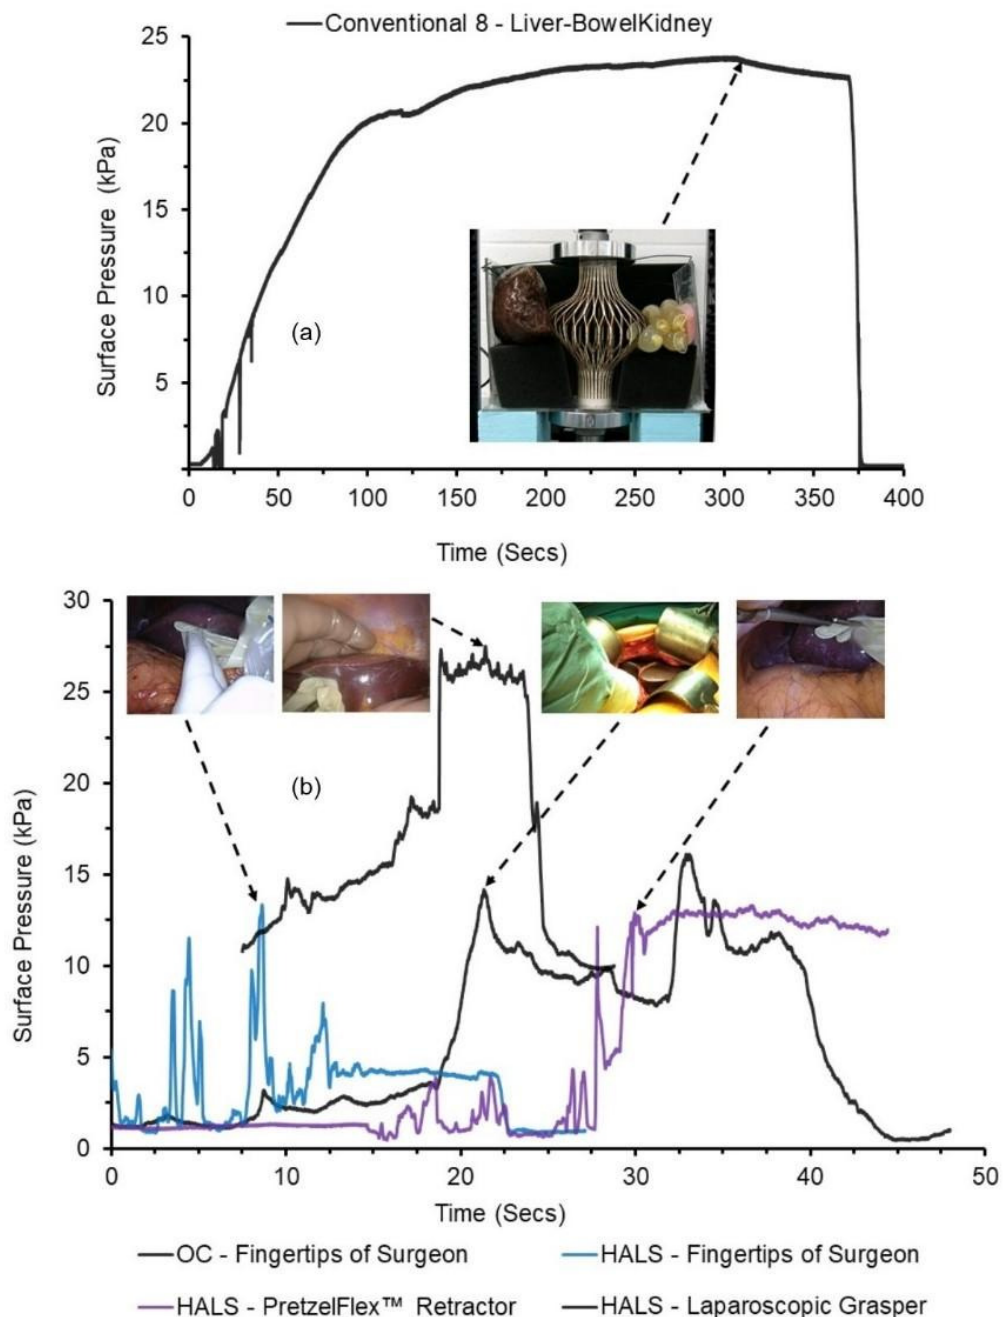 Conventional 8 - Liver-BowelKidney
25
20
15
10
5
Surface Pressure (kPa)
(a)
0 50 100 150 200 250 300 350 400
Time (Secs)
30
25
20
15
10
5
0
Surface Pressure (kPa)
(b)
0 10 20 30 40 50
Time (Secs)
OC - Fingertips of Surgeon
HALS - Fingertips of Surgeon
HALS - PretzelFlex™ Retractor
HALS - Laparoscopic Grasper